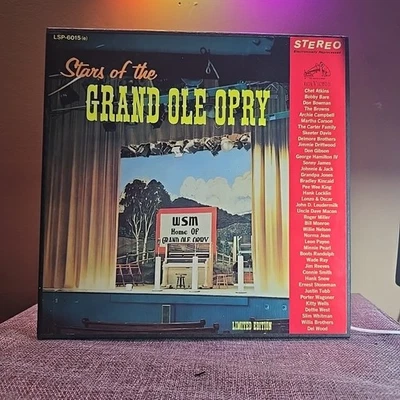 LSP-6015(e)
Stars of the
GRAND OLE OPRY
STEREO
Chet Atkins
Bobby Bare
Don Bowman
The Browns
Archie Campbell
Martha Carson
The Carter Family
Skeeter Davis
Delmore Brothers
Jimmie Driftwood
Don Gibson
George Hamilton IV
Sonny James
Johnnie & Jack
Grandpa Jones
Bradley Kincaid
Pee Wee King
Hank Locklin
Lonzo & Oscar
John D. Loudermilk
Uncle Dave Macon
Roger Miller
Bill Monroe
Willie Nelson
Norma Jean
Leon Payne
Minnie Pearl
Boots Randolph
Wade Ray
Jim Reeves
Connie Smith
Hank Snow
Ernest Stoneman
Justin Tubb
Porter Wagoner
Kitty Wells
Dottie West
Slim Whitman
Willis Brothers
Del Wood
WSM
Home OF
GRAND OLE OPRY
LIMITED EDITION